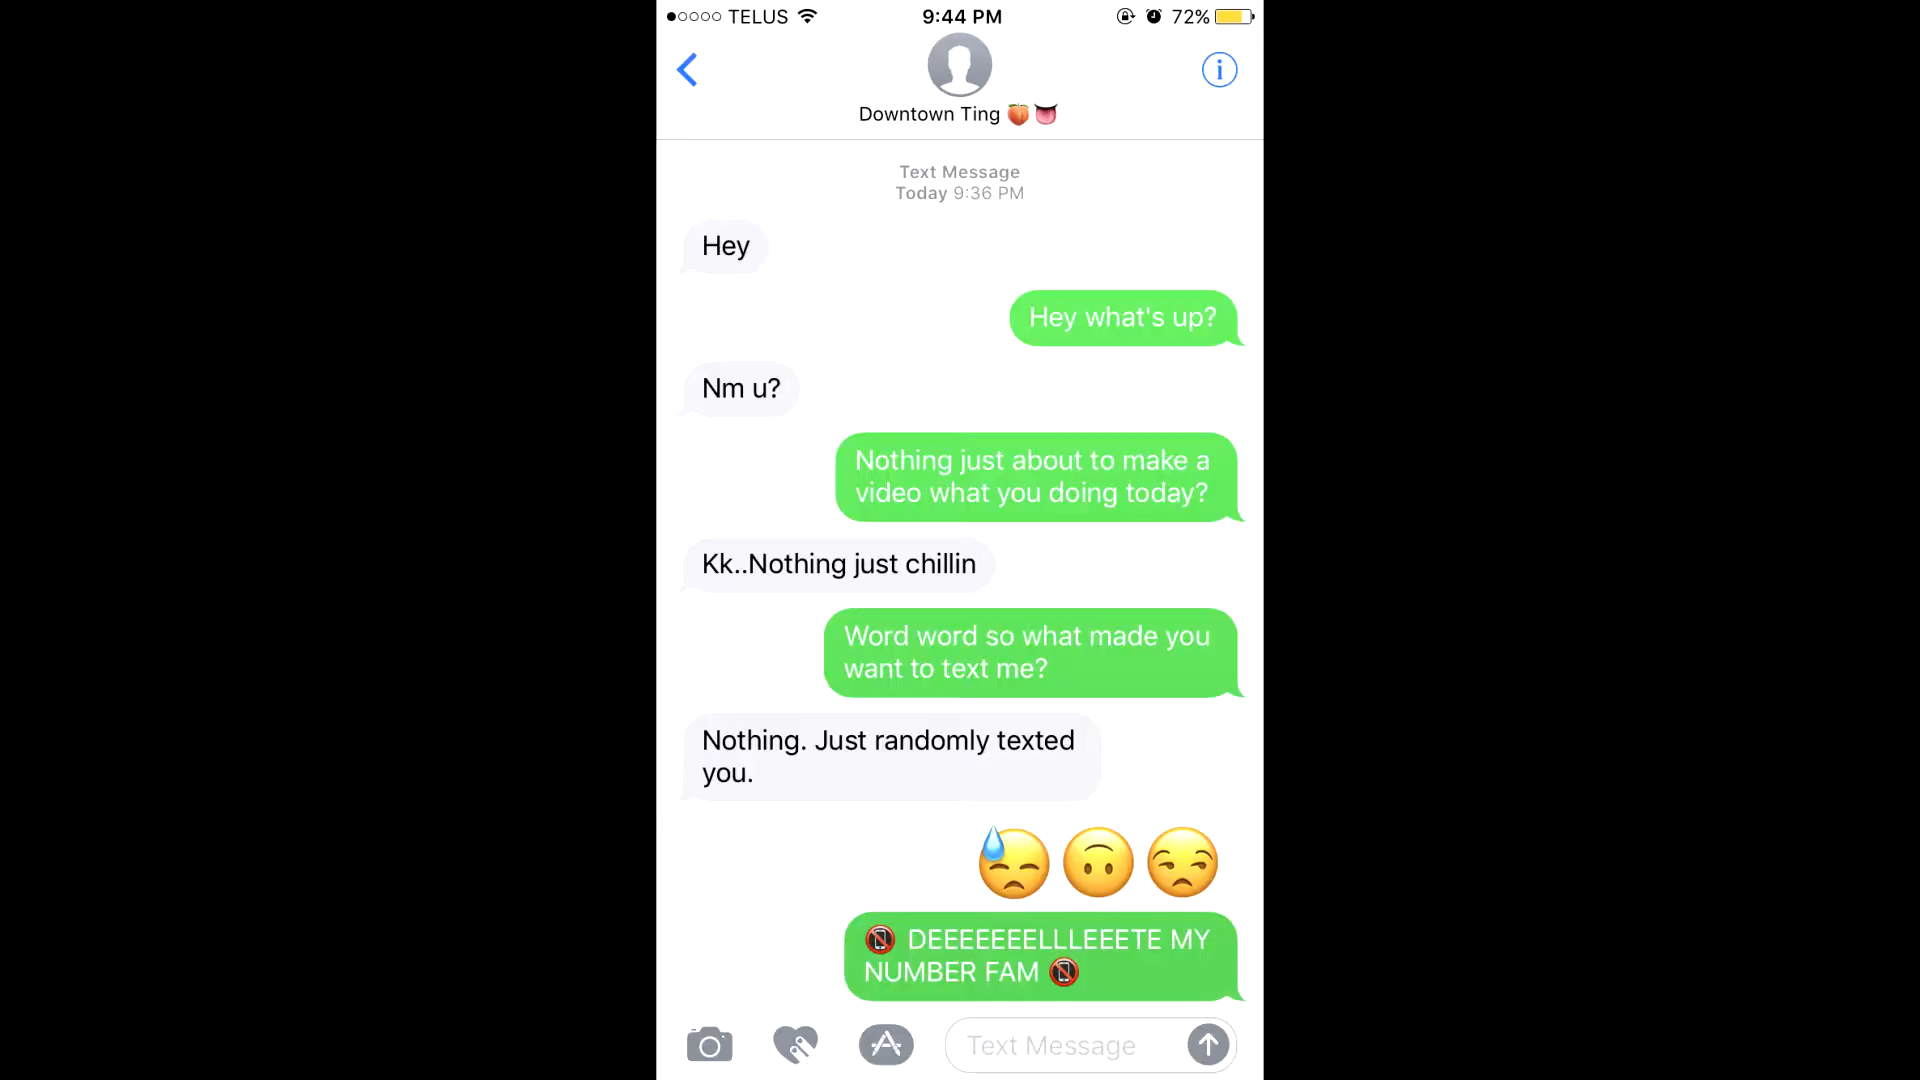 TELUS 9:44 PM 72%
Downtown Ting 🍑👅
Text Message
Today 9:36 PM
Hey
Hey what's up?
Nm u?
Nothing just about to make a
video what you doing today?
Kk..Nothing just chillin
Word word so what made you
want to text me?
Nothing. Just randomly texted
you.
😓🙃😒
📵 DEEEEEEELLLEEETE MY
NUMBER FAM 📵
Text Message